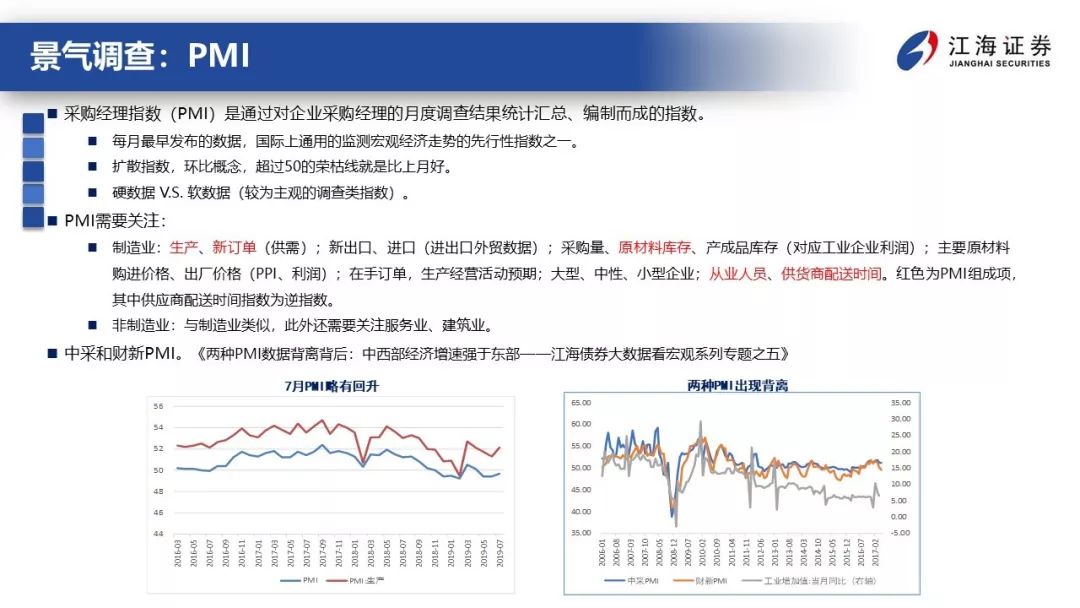 景气调查：PMI
江海证券
JIANGHAI SECURITIES
■ 采购经理指数（PMI）是通过对企业采购经理的月度调查结果统计汇总、编制而成的指数。
■ 每月最早发布的数据，国际上通用的监测宏观经济走势的先行性指数之一。
■ 扩散指数，环比概念，超过50的荣枯线就是比上月好。
■ 硬数据 V.S. 软数据（较为主观的调查类指数）。
■ PMI需要关注：
■ 制造业：生产、新订单（供需）；新出口、进口（进出口外贸数据）；采购量、原材料库存、产成品库存（对应工业企业利润）；主要原材料
购进价格、出厂价格（PPI、利润）；在手订单，生产经营活动预期；大型、中性、小型企业；从业人员、供货商配送时间。红色为PMI组成项，
其中供应商配送时间指数为逆指数。
■ 非制造业：与制造业类似，此外还需要关注服务业、建筑业。
■ 中采和财新PMI。《两种PMI数据背离背后：中西部经济增速强于东部——江海债券大数据看宏观系列专题之五》
7月PMI略有回升
56
54
52
50
48
46
44
2016-03 2016-05 2016-07 2016-09 2016-11 2017-01 2017-03 2017-05 2017-07 2017-09 2017-11 2018-01 2018-03 2018-05 2018-07 2018-09 2018-11 2019-01 2019-03 2019-05 2019-07
PMI PMI:生产
两种PMI出现背离
65.00 35.00
60.00 30.00
55.00 25.00
50.00 20.00
45.00 15.00
40.00 10.00
35.00 5.00
0.00
-5.00
2006-01 2006-08 2007-03 2007-10 2008-05 2008-12 2009-07 2010-02 2010-09 2011-04 2011-11 2012-06 2013-01 2013-08 2014-03 2014-10 2015-05 2015-12 2016-07 2017-02
中采PMI 财新PMI 工业增加值:当月同比（右轴）